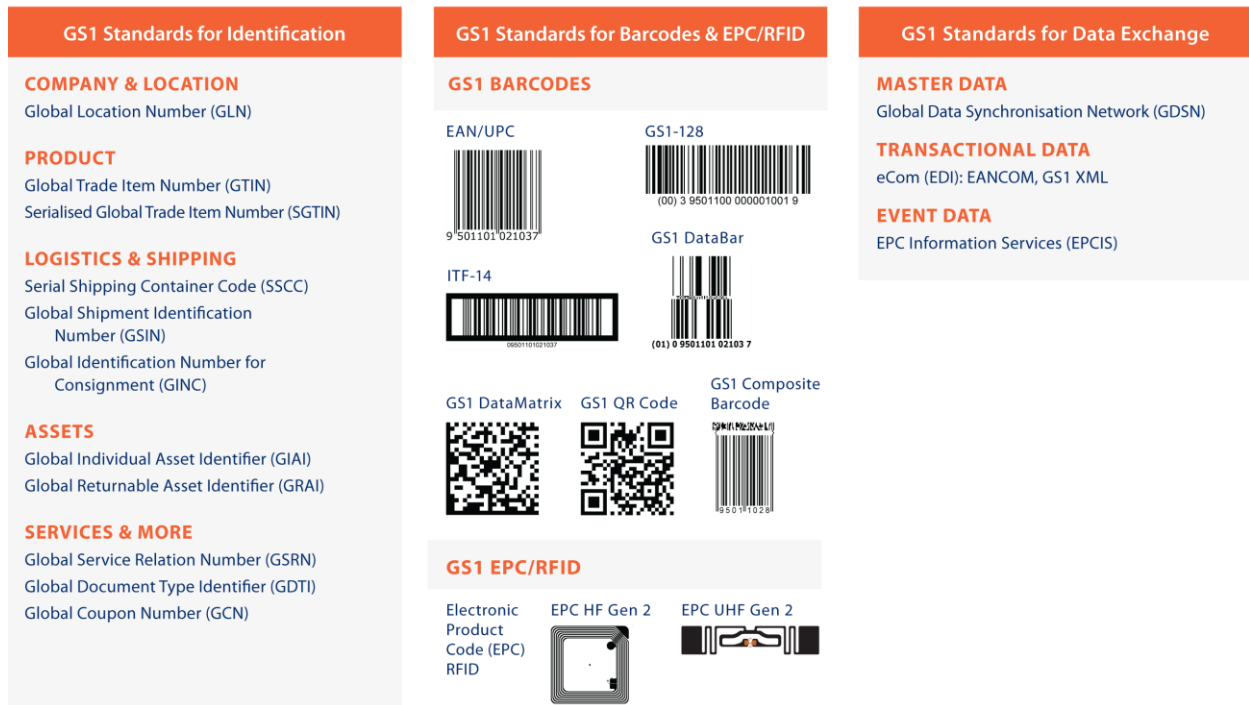 GS1 Standards for Identification
COMPANY & LOCATION
Global Location Number (GLN)
PRODUCT
Global Trade Item Number (GTIN)
Serialised Global Trade Item Number (SGTIN)
LOGISTICS & SHIPPING
Serial Shipping Container Code (SSCC)
Global Shipment Identification
Number (GSIN)
Global Identification Number for
Consignment (GINC)
ASSETS
Global Individual Asset Identifier (GIAI)
Global Returnable Asset Identifier (GRAI)
SERVICES & MORE
Global Service Relation Number (GSRN)
Global Document Type Identifier (GDTI)
Global Coupon Number (GCN)
GS1 Standards for Barcodes & EPC/RFID
GS1 BARCODES
EAN/UPC
9 501101 021037
GS1-128
(00) 3 9501100 000001001 9
ITF-14
09501101021037
GS1 DataBar
(01) 0 9501101 02103 7
GS1 DataMatrix
GS1 QR Code
GS1 Composite
Barcode
9501 1028
GS1 EPC/RFID
Electronic
Product
Code (EPC)
RFID
EPC HF Gen 2
EPC UHF Gen 2
GS1 Standards for Data Exchange
MASTER DATA
Global Data Synchronisation Network (GDSN)
TRANSACTIONAL DATA
eCom (EDI): EANCOM, GS1 XML
EVENT DATA
EPC Information Services (EPCIS)